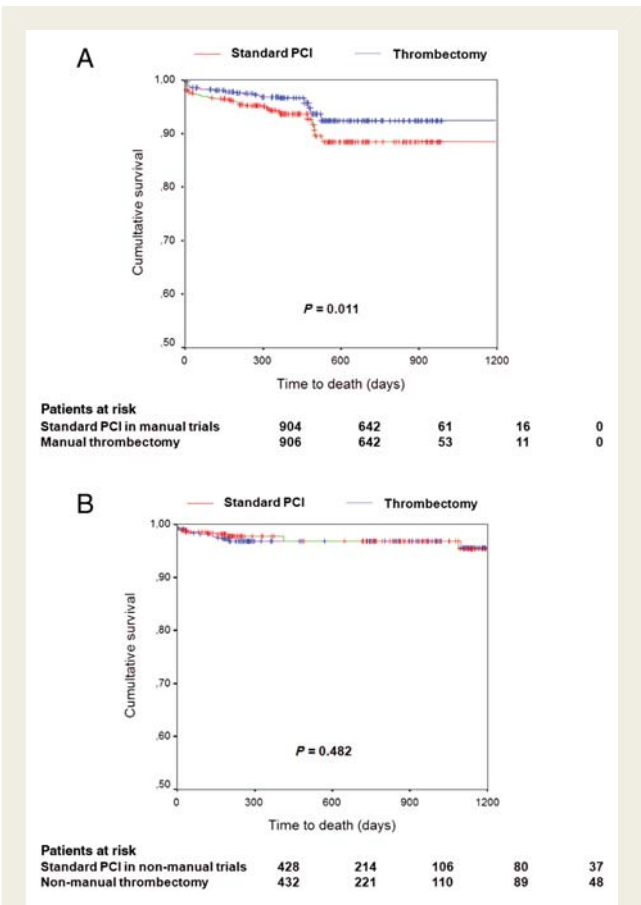 A
Standard PCI Thrombectomy
1,00
,90
,80
,70
,60
,50
Cumultative survival
P = 0.011
0 300 600 900 1200
Time to death (days)
Patients at risk
Standard PCI in manual trials 904 642 61 16 0
Manual thrombectomy 906 642 53 11 0
B
Standard PCI Thrombectomy
1,00
,90
,80
,70
,60
,50
Cumultative survival
P = 0.482
0 300 600 900 1200
Time to death (days)
Patients at risk
Standard PCI in non-manual trials 428 214 106 80 37
Non-manual thrombectomy 432 221 110 89 48